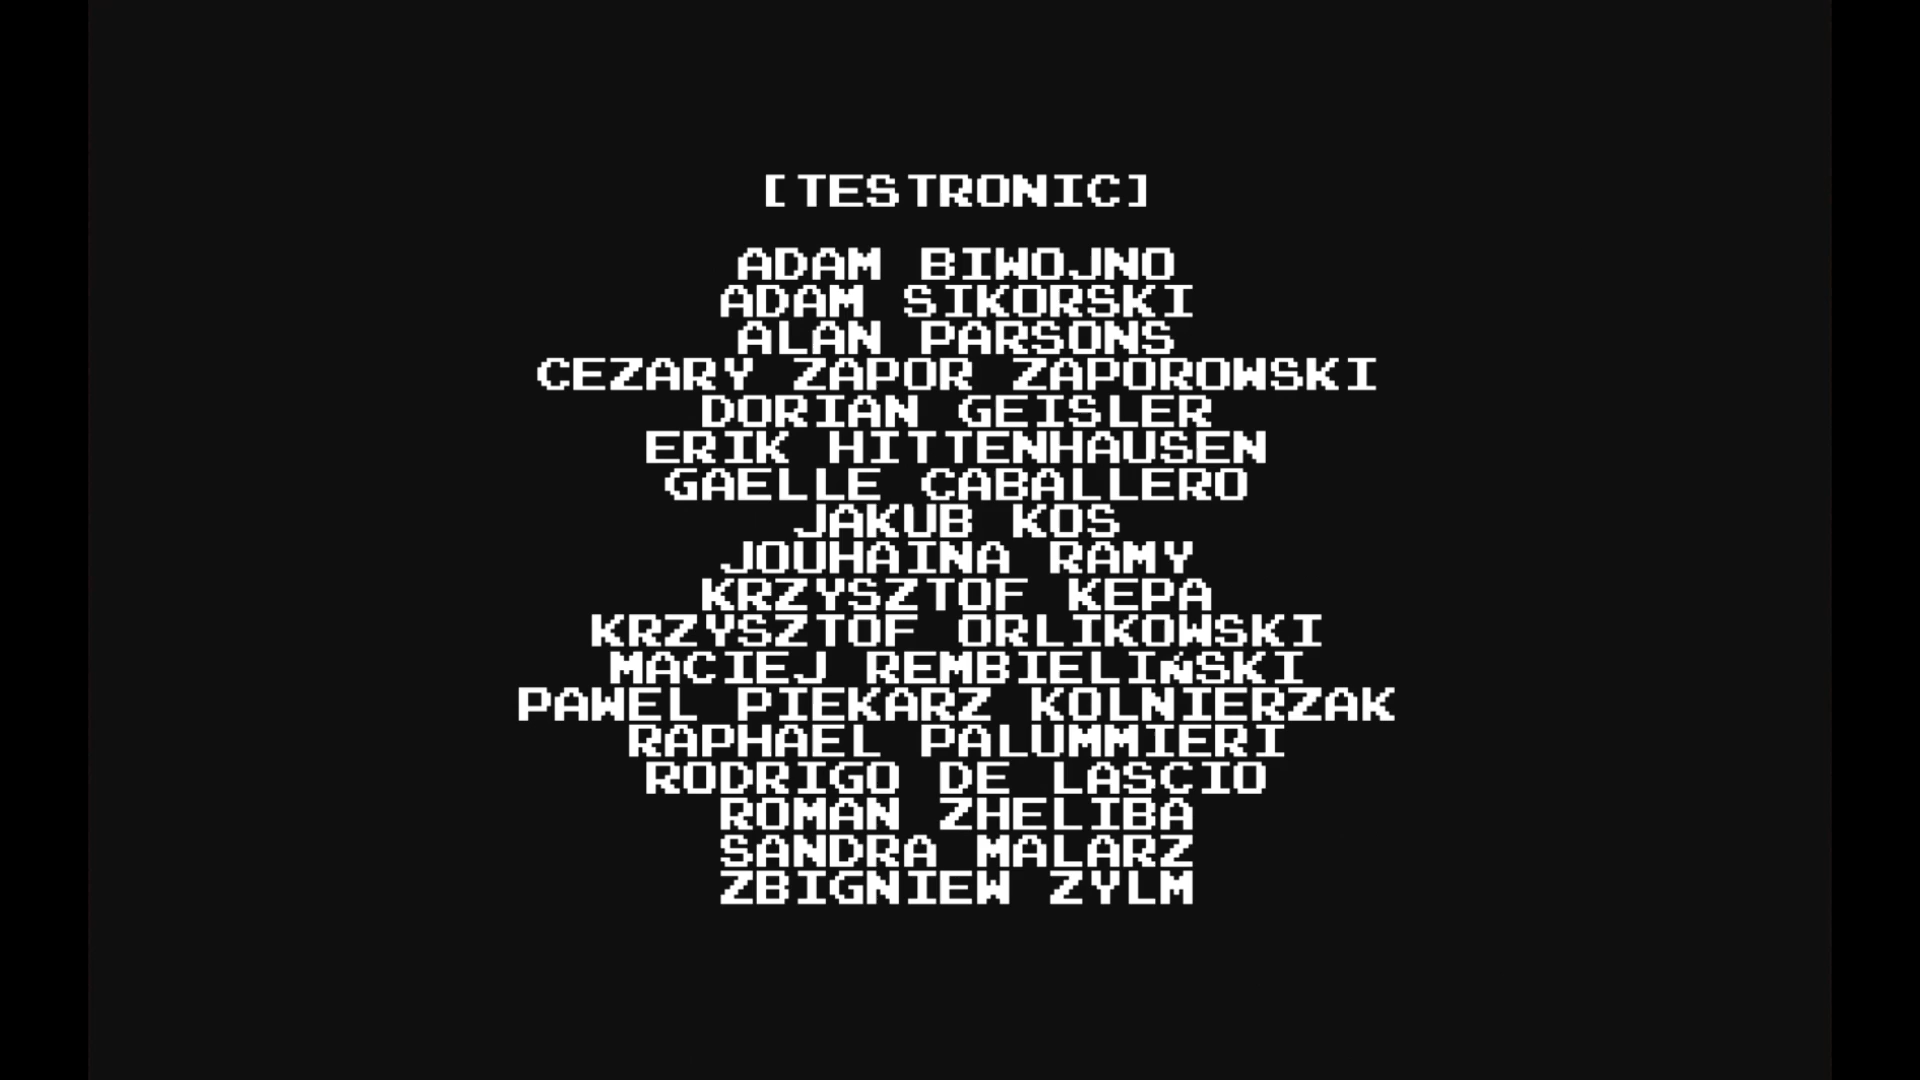 [TESTRONIC]
ADAM BIWOJNO
ADAM SIKORSKI
ALAN PARSONS
CEZARY ZAPOR ZAPOROWSKI
DORIAN GEISLER
ERIK HITTENHAUSEN
GAELLE CABALLERO
JAKUB KOS
JOUHAINA RAMY
KRZYSZTOF KEPA
KRZYSZTOF ORLIKOWSKI
MACIEJ REMBIELIŃSKI
PAWEL PIEKARZ KOLNIERZAK
RAPHAEL PALUMMIERI
RODRIGO DE LASCIO
ROMAN ZHELIBA
SANDRA MALARZ
ZBIGNIEW ZYLM